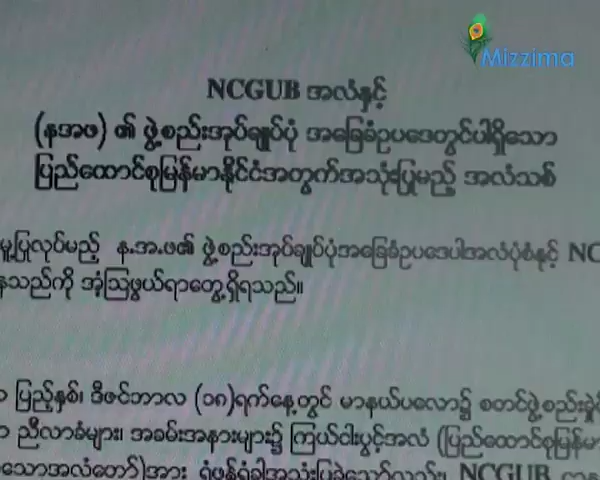 Mizzima
NCGUB အလံနှင့်
(နအဖ) ၏ ဖွဲ့စည်းအုပ်ချုပ်ပုံ အခြေခံဥပဒေတွင်ပါရှိသော
ပြည်ထောင်စုမြန်မာနိုင်ငံအတွက်အသုံးပြုမည့် အလံသစ်
မှုပြုလုပ်မည့် န.အ.ဖ၏ ဖွဲ့စည်းအုပ်ချုပ်ပုံအခြေခံဥပဒေပါအလံပုံစံနှင့် NC
နေသည်ကို အံ့ဩဖွယ်ရာတွေ့ရှိရသည်။
ပြည့်နှစ်၊ ဒီဇင်ဘာလ (၁၈)ရက်နေ့တွင် မာနယ်ပလော၌ စတင်ဖွဲ့စည်းခဲ့
ညီလာခံများ၊ အခမ်းအနားများ၌ ကြယ်ငါးပွင့်အလံ (ပြည်ထောင်စုမြန်မာ
သောအလံတော်)အား NCGUB